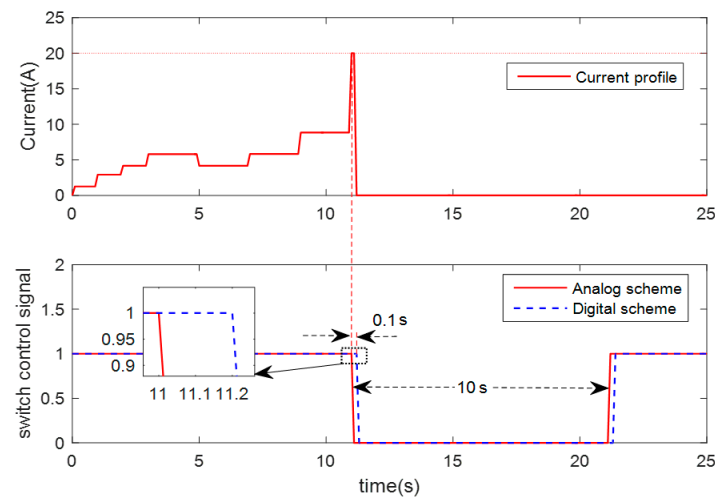 25
20
15
10
5
0
Current(A)
Current profile
0 5 10 15 20 25
2
1.5
1
0.5
0
switch control signal
Analog scheme
Digital scheme
1
0.95
0.9
11 11.1 11.2
0.1 s
10 s
0 5 10 15 20 25
time(s)